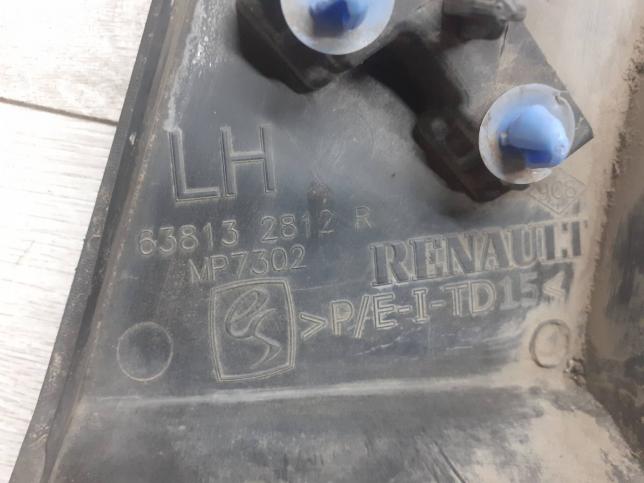 LH
63813 2812 R
MP7302
RENAULT
>P/E-I-TD15<